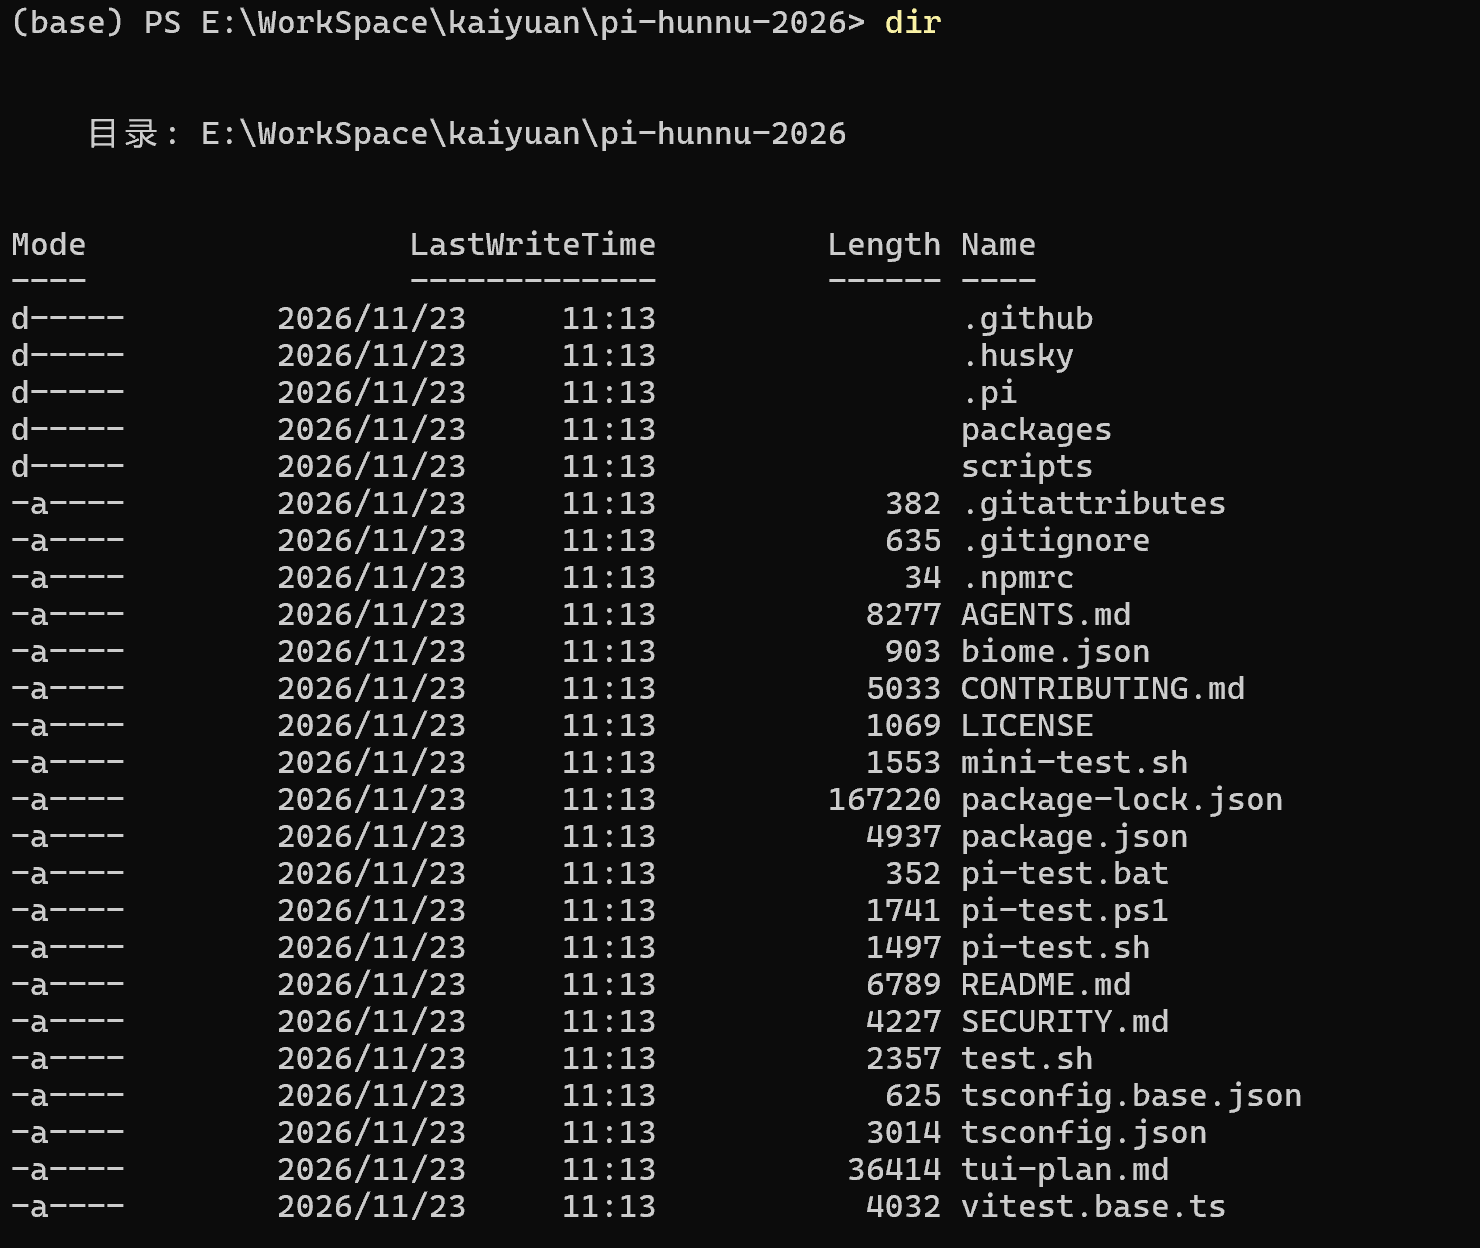 (base) PS E:\WorkSpace\kaiyuan\pi-hunnu-2026> dir
目录: E:\WorkSpace\kaiyuan\pi-hunnu-2026
Mode                 LastWriteTime         Length Name
----                 -------------         ------ ----
d-----        2026/11/23     11:13                .github
d-----        2026/11/23     11:13                .husky
d-----        2026/11/23     11:13                .pi
d-----        2026/11/23     11:13                packages
d-----        2026/11/23     11:13                scripts
-a----        2026/11/23     11:13            382 .gitattributes
-a----        2026/11/23     11:13            635 .gitignore
-a----        2026/11/23     11:13             34 .npmrc
-a----        2026/11/23     11:13           8277 AGENTS.md
-a----        2026/11/23     11:13            903 biome.json
-a----        2026/11/23     11:13           5033 CONTRIBUTING.md
-a----        2026/11/23     11:13           1069 LICENSE
-a----        2026/11/23     11:13           1553 mini-test.sh
-a----        2026/11/23     11:13         167220 package-lock.json
-a----        2026/11/23     11:13           4937 package.json
-a----        2026/11/23     11:13            352 pi-test.bat
-a----        2026/11/23     11:13           1741 pi-test.ps1
-a----        2026/11/23     11:13           1497 pi-test.sh
-a----        2026/11/23     11:13           6789 README.md
-a----        2026/11/23     11:13           4227 SECURITY.md
-a----        2026/11/23     11:13           2357 test.sh
-a----        2026/11/23     11:13            625 tsconfig.base.json
-a----        2026/11/23     11:13           3014 tsconfig.json
-a----        2026/11/23     11:13          36414 tui-plan.md
-a----        2026/11/23     11:13           4032 vitest.base.ts